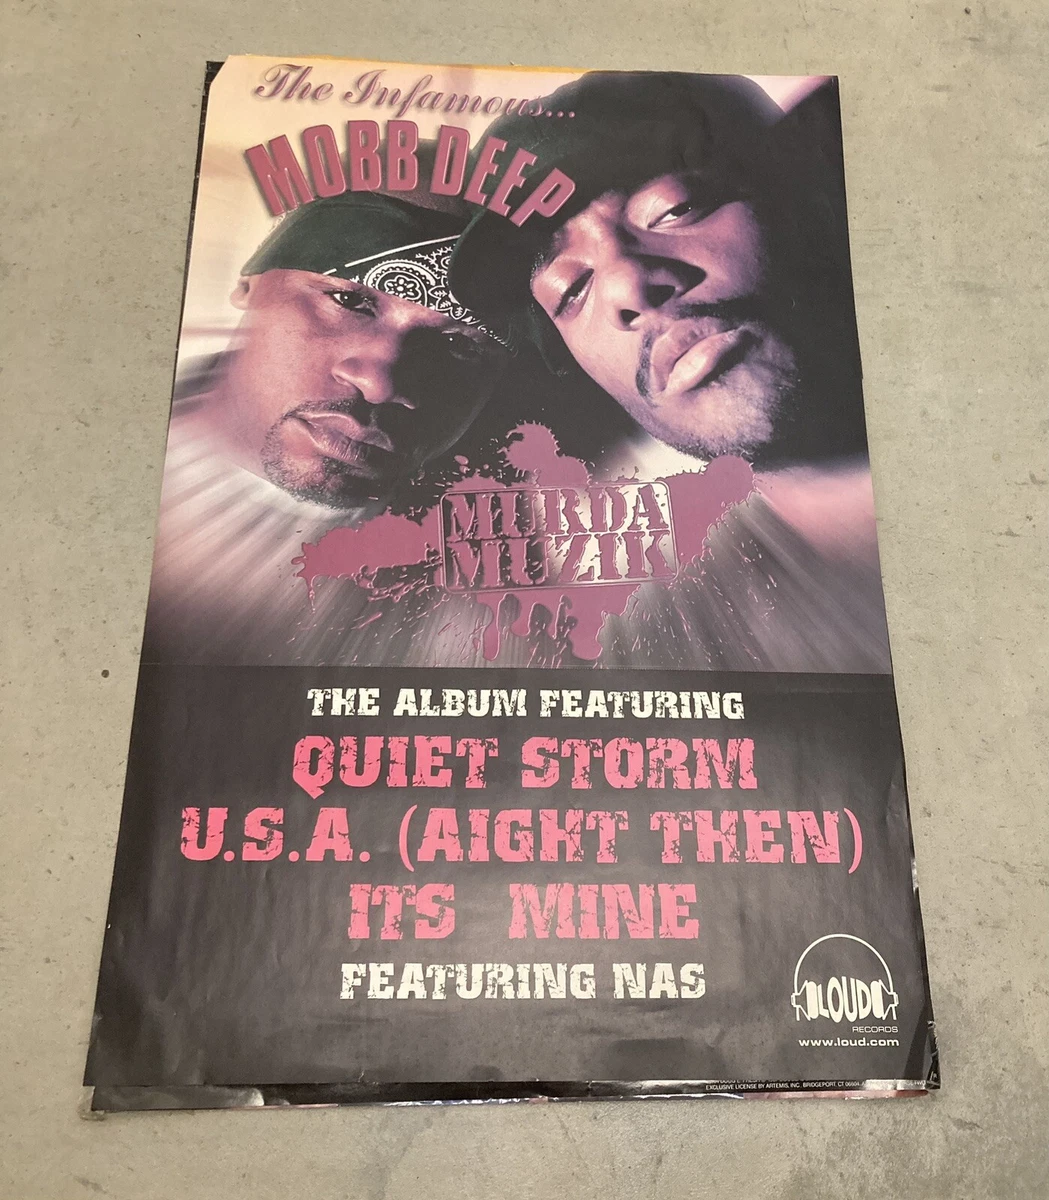 The Infamous...
MOBB DEEP
MURDA
MUZIK
THE ALBUM FEATURING
QUIET STORM
U.S.A. (AIGHT THEN)
IT'S MINE
FEATURING NAS
LOUD
RECORDS
www.loud.com
EXCLUSIVE LICENSE BY ARTEMIS, INC. BRIDGEPORT, CT 06604.